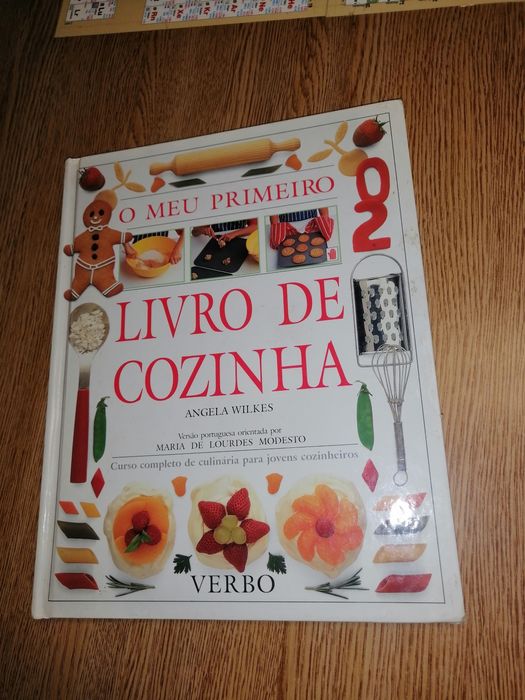 O MEU PRIMEIRO
02
LIVRO DE
COZINHA
ANGELA WILKES
Versão portuguesa orientada por
MARIA DE LOURDES MODESTO
Curso completo de culinária para jovens cozinheiros
VERBO